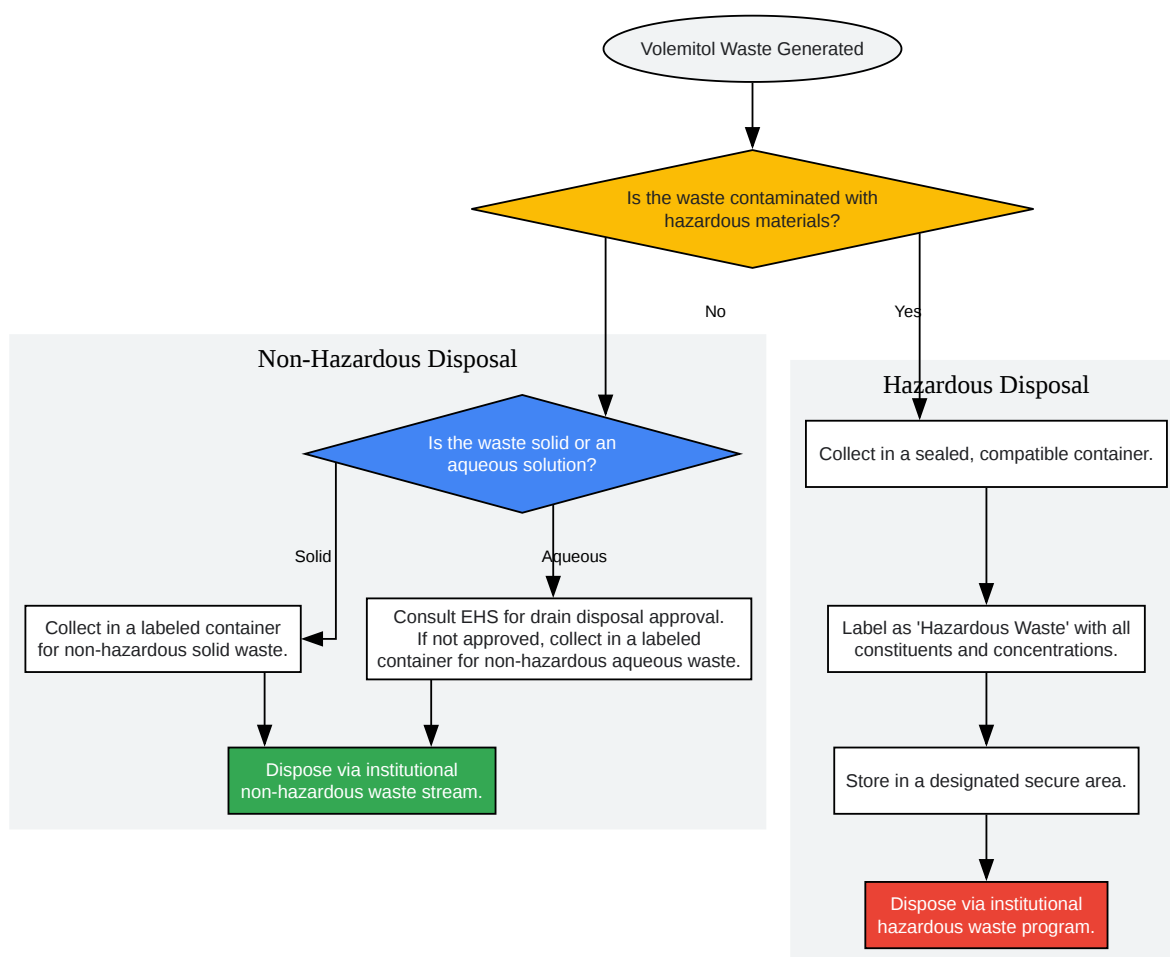 Volemitol Waste Generated
Is the waste contaminated with
hazardous materials?
No
Yes
Non-Hazardous Disposal
Is the waste solid or an
aqueous solution?
Solid
Aqueous
Collect in a labeled container
for non-hazardous solid waste.
Consult EHS for drain disposal approval.
If not approved, collect in a labeled
container for non-hazardous aqueous waste.
Dispose via institutional
non-hazardous waste stream.
Hazardous Disposal
Collect in a sealed, compatible container.
Label as 'Hazardous Waste' with all
constituents and concentrations.
Store in a designated secure area.
Dispose via institutional
hazardous waste program.